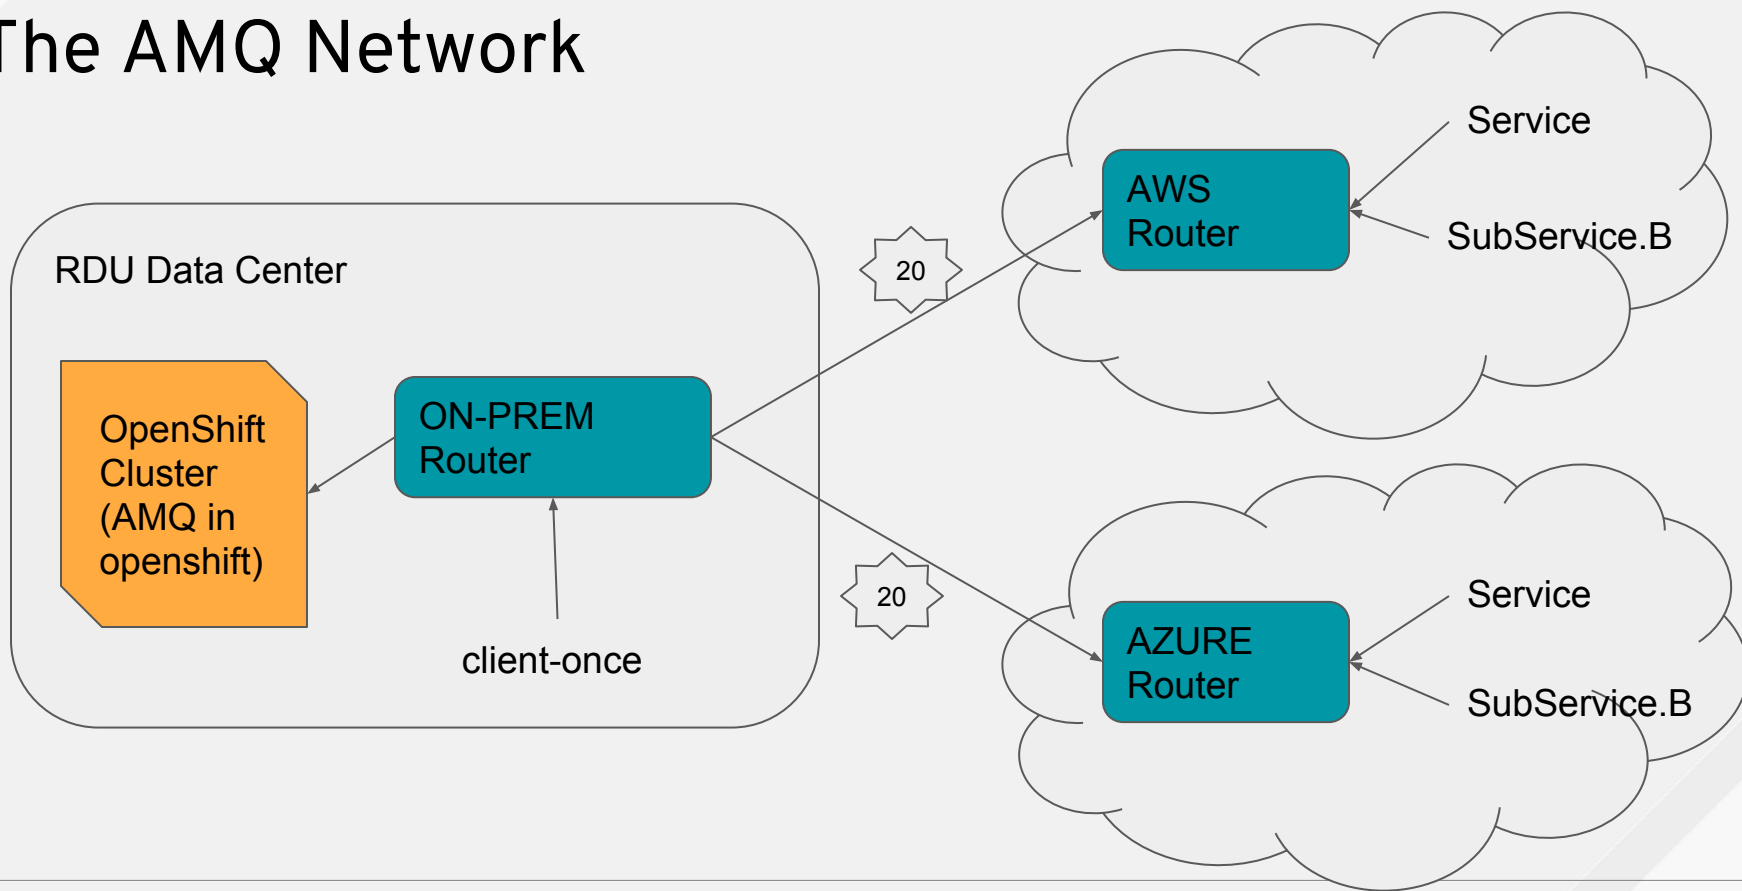 The AMQ Network
Service
AWS
Router
SubService.B
20
RDU Data Center
OpenShift
Cluster
(AMQ in
openshift)
ON-PREM
Router
20
client-once
Service
AZURE
Router
SubService.B